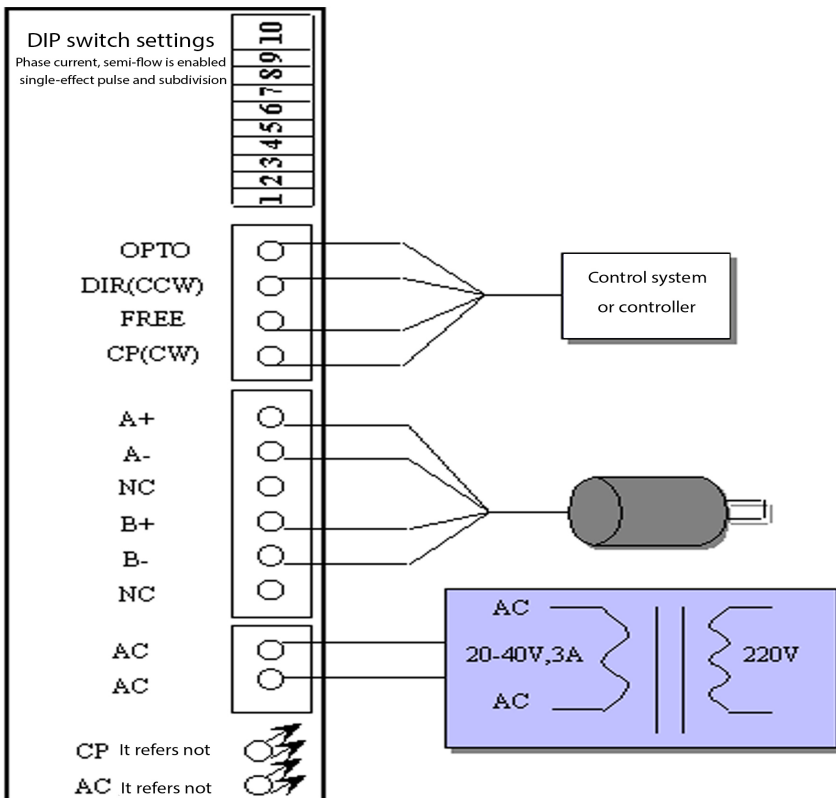 DIP switch settings
Phase current, semi-flow is enabled
single-effect pulse and subdivision
1 2 3 4 5 6 7 8 9 10
OPTO
DIR(CCW)
FREE
CP(CW)
Control system
or controller
A+
A-
NC
B+
B-
NC
AC
AC
AC
20-40V,3A
220V
AC
CP It refers not
AC It refers not